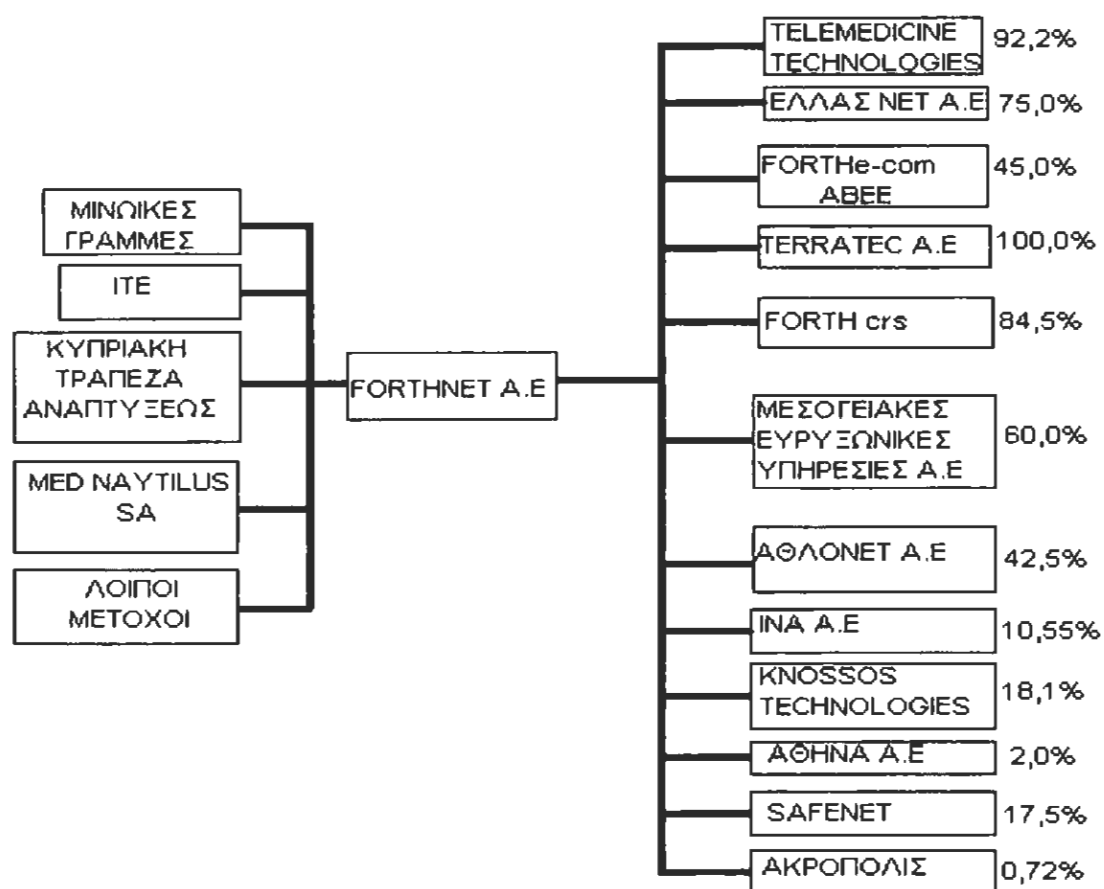 ΜΙΝΩΙΚΕΣ
ΓΡΑΜΜΕΣ
ΙΤΕ
ΚΥΠΡΙΑΚΗ
ΤΡΑΠΕΖΑ
ΑΝΑΠΤΥΞΕΩΣ
MED NAYTILUS
SA
ΛΟΙΠΟΙ
ΜΕΤΟΧΟΙ
FORTHNET A.E
TELEMEDICINE 92,2%
TECHNOLOGIES
ΕΛΛΑΣ NET A.E 75,0%
FORTHe-com 45,0%
ABEE
TERRATEC A.E 100,0%
FORTH crs 84,5%
ΜΕΣΟΓΕΙΑΚΕΣ
ΕΥΡΥΞΩΝΙΚΕΣ 60,0%
ΥΠΗΡΕΣΙΕΣ Α.Ε
ΑΘΛΟΝΕΤ Α.Ε 42,5%
ΙΝΑ Α.Ε 10,55%
KNOSSOS
TECHNOLOGIES 18,1%
ΑΘΗΝΑ Α.Ε 2,0%
SAFENET 17,5%
ΑΚΡΟΠΟΛΙΣ 0,72%